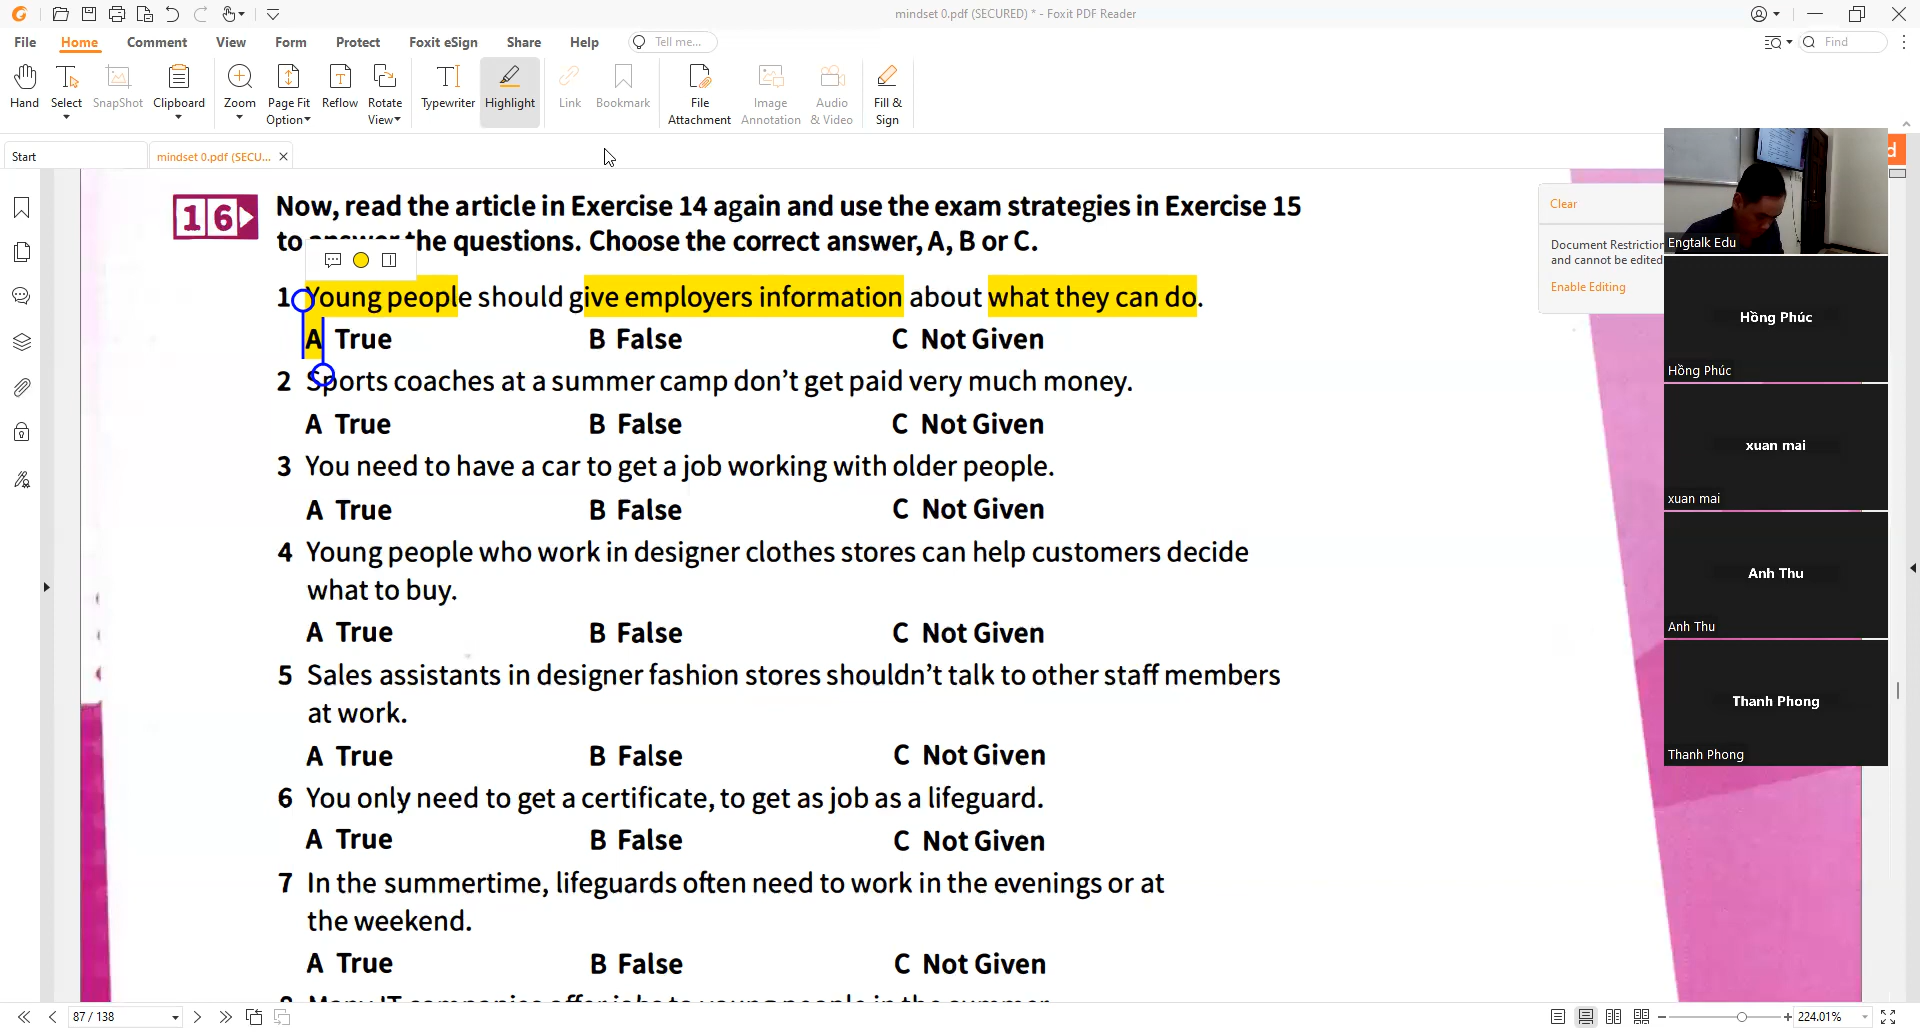 mindset 0.pdf (SECURED) * - Foxit PDF Reader
File Home Comment View Form Protect Foxit eSign Share Help Tell me... Find
Hand Select SnapShot Clipboard Zoom Page Fit Option Reflow Rotate View Typewriter Highlight Link Bookmark File Attachment Image Annotation Audio & Video Fill & Sign
Start mindset 0.pdf (SECU...
16 Now, read the article in Exercise 14 again and use the exam strategies in Exercise 15
to answer the questions. Choose the correct answer, A, B or C.
1 Young people should give employers information about what they can do.
A True B False C Not Given
2 Sports coaches at a summer camp don't get paid very much money.
A True B False C Not Given
3 You need to have a car to get a job working with older people.
A True B False C Not Given
4 Young people who work in designer clothes stores can help customers decide
what to buy.
A True B False C Not Given
5 Sales assistants in designer fashion stores shouldn't talk to other staff members
at work.
A True B False C Not Given
6 You only need to get a certificate, to get as job as a lifeguard.
A True B False C Not Given
7 In the summertime, lifeguards often need to work in the evenings or at
the weekend.
A True B False C Not Given
Clear
Document Restriction
and cannot be edited
Enable Editing
d
Engtalk Edu
Hồng Phúc
Hồng Phúc
xuan mai
xuan mai
Anh Thu
Anh Thu
Thanh Phong
Thanh Phong
87 / 138
224.01%